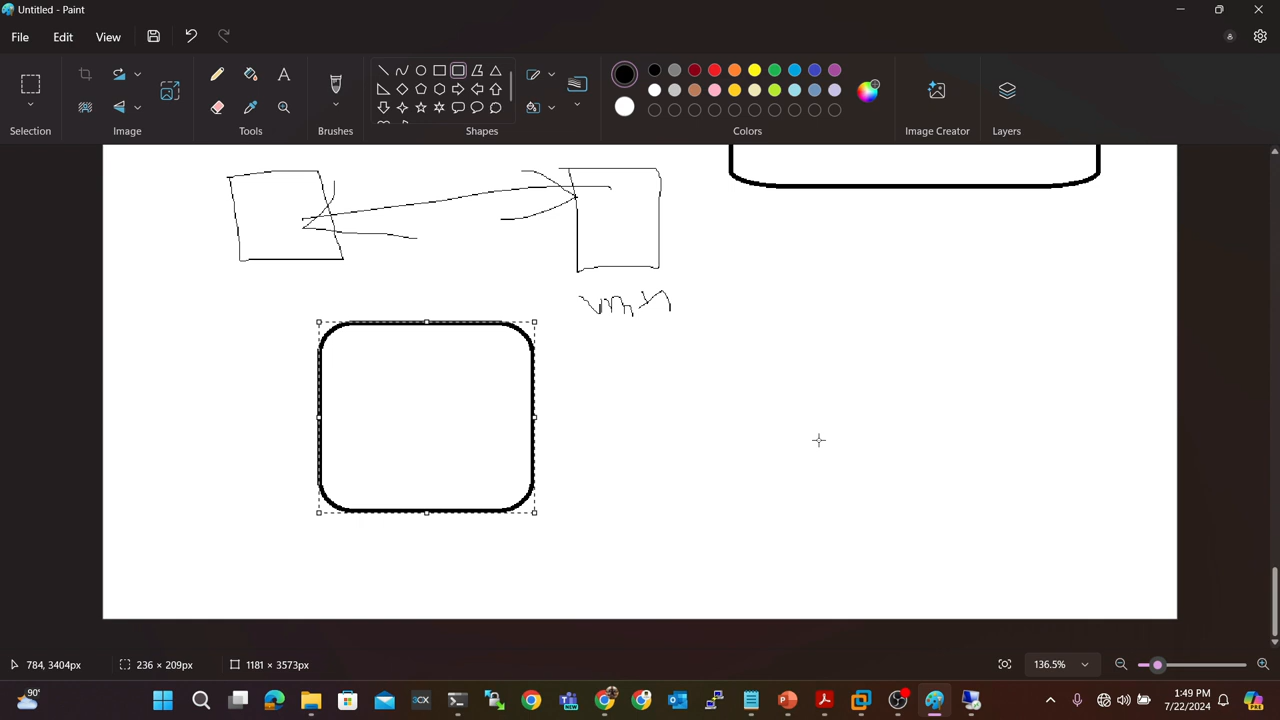 Untitled - Paint
File Edit View
Selection Image Tools Brushes Shapes Colors Image Creator Layers
784, 3404px 236 × 209px 1181 × 3573px 136.5%
90° 1:49 PM
7/22/2024